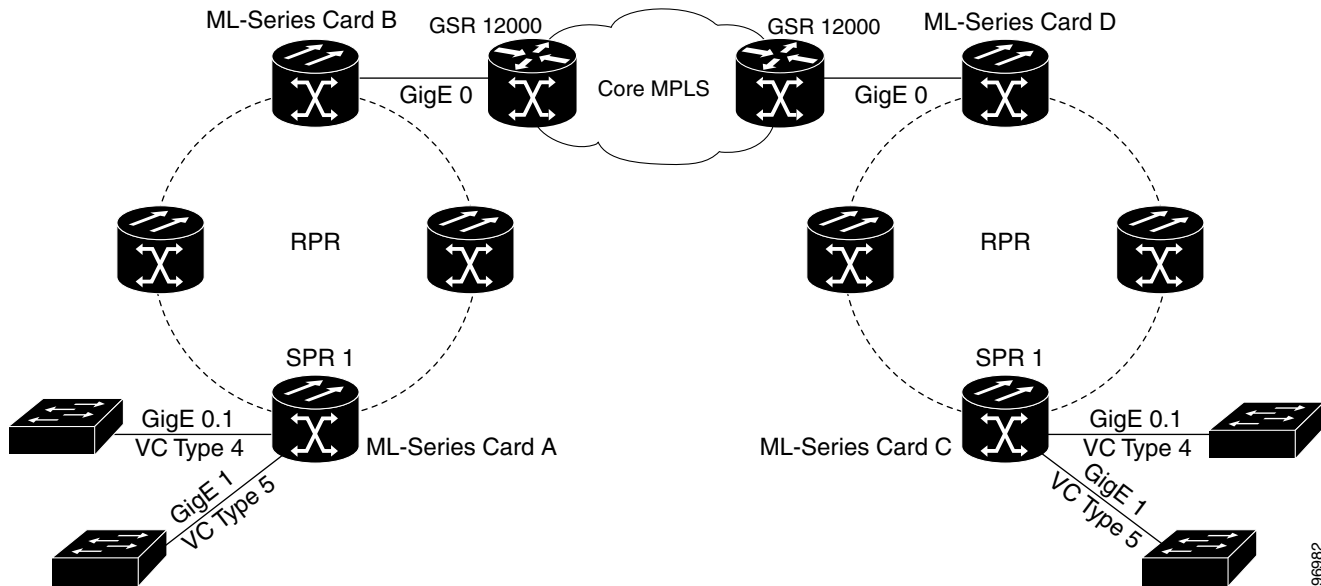 ML-Series Card B
GSR 12000
GSR 12000
ML-Series Card D
GigE 0
Core MPLS
GigE 0
RPR
RPR
SPR 1
SPR 1
GigE 0.1
VC Type 4
ML-Series Card A
GigE 1
VC Type 5
ML-Series Card C
GigE 0.1
VC Type 4
GigE 1
VC Type 5
96982